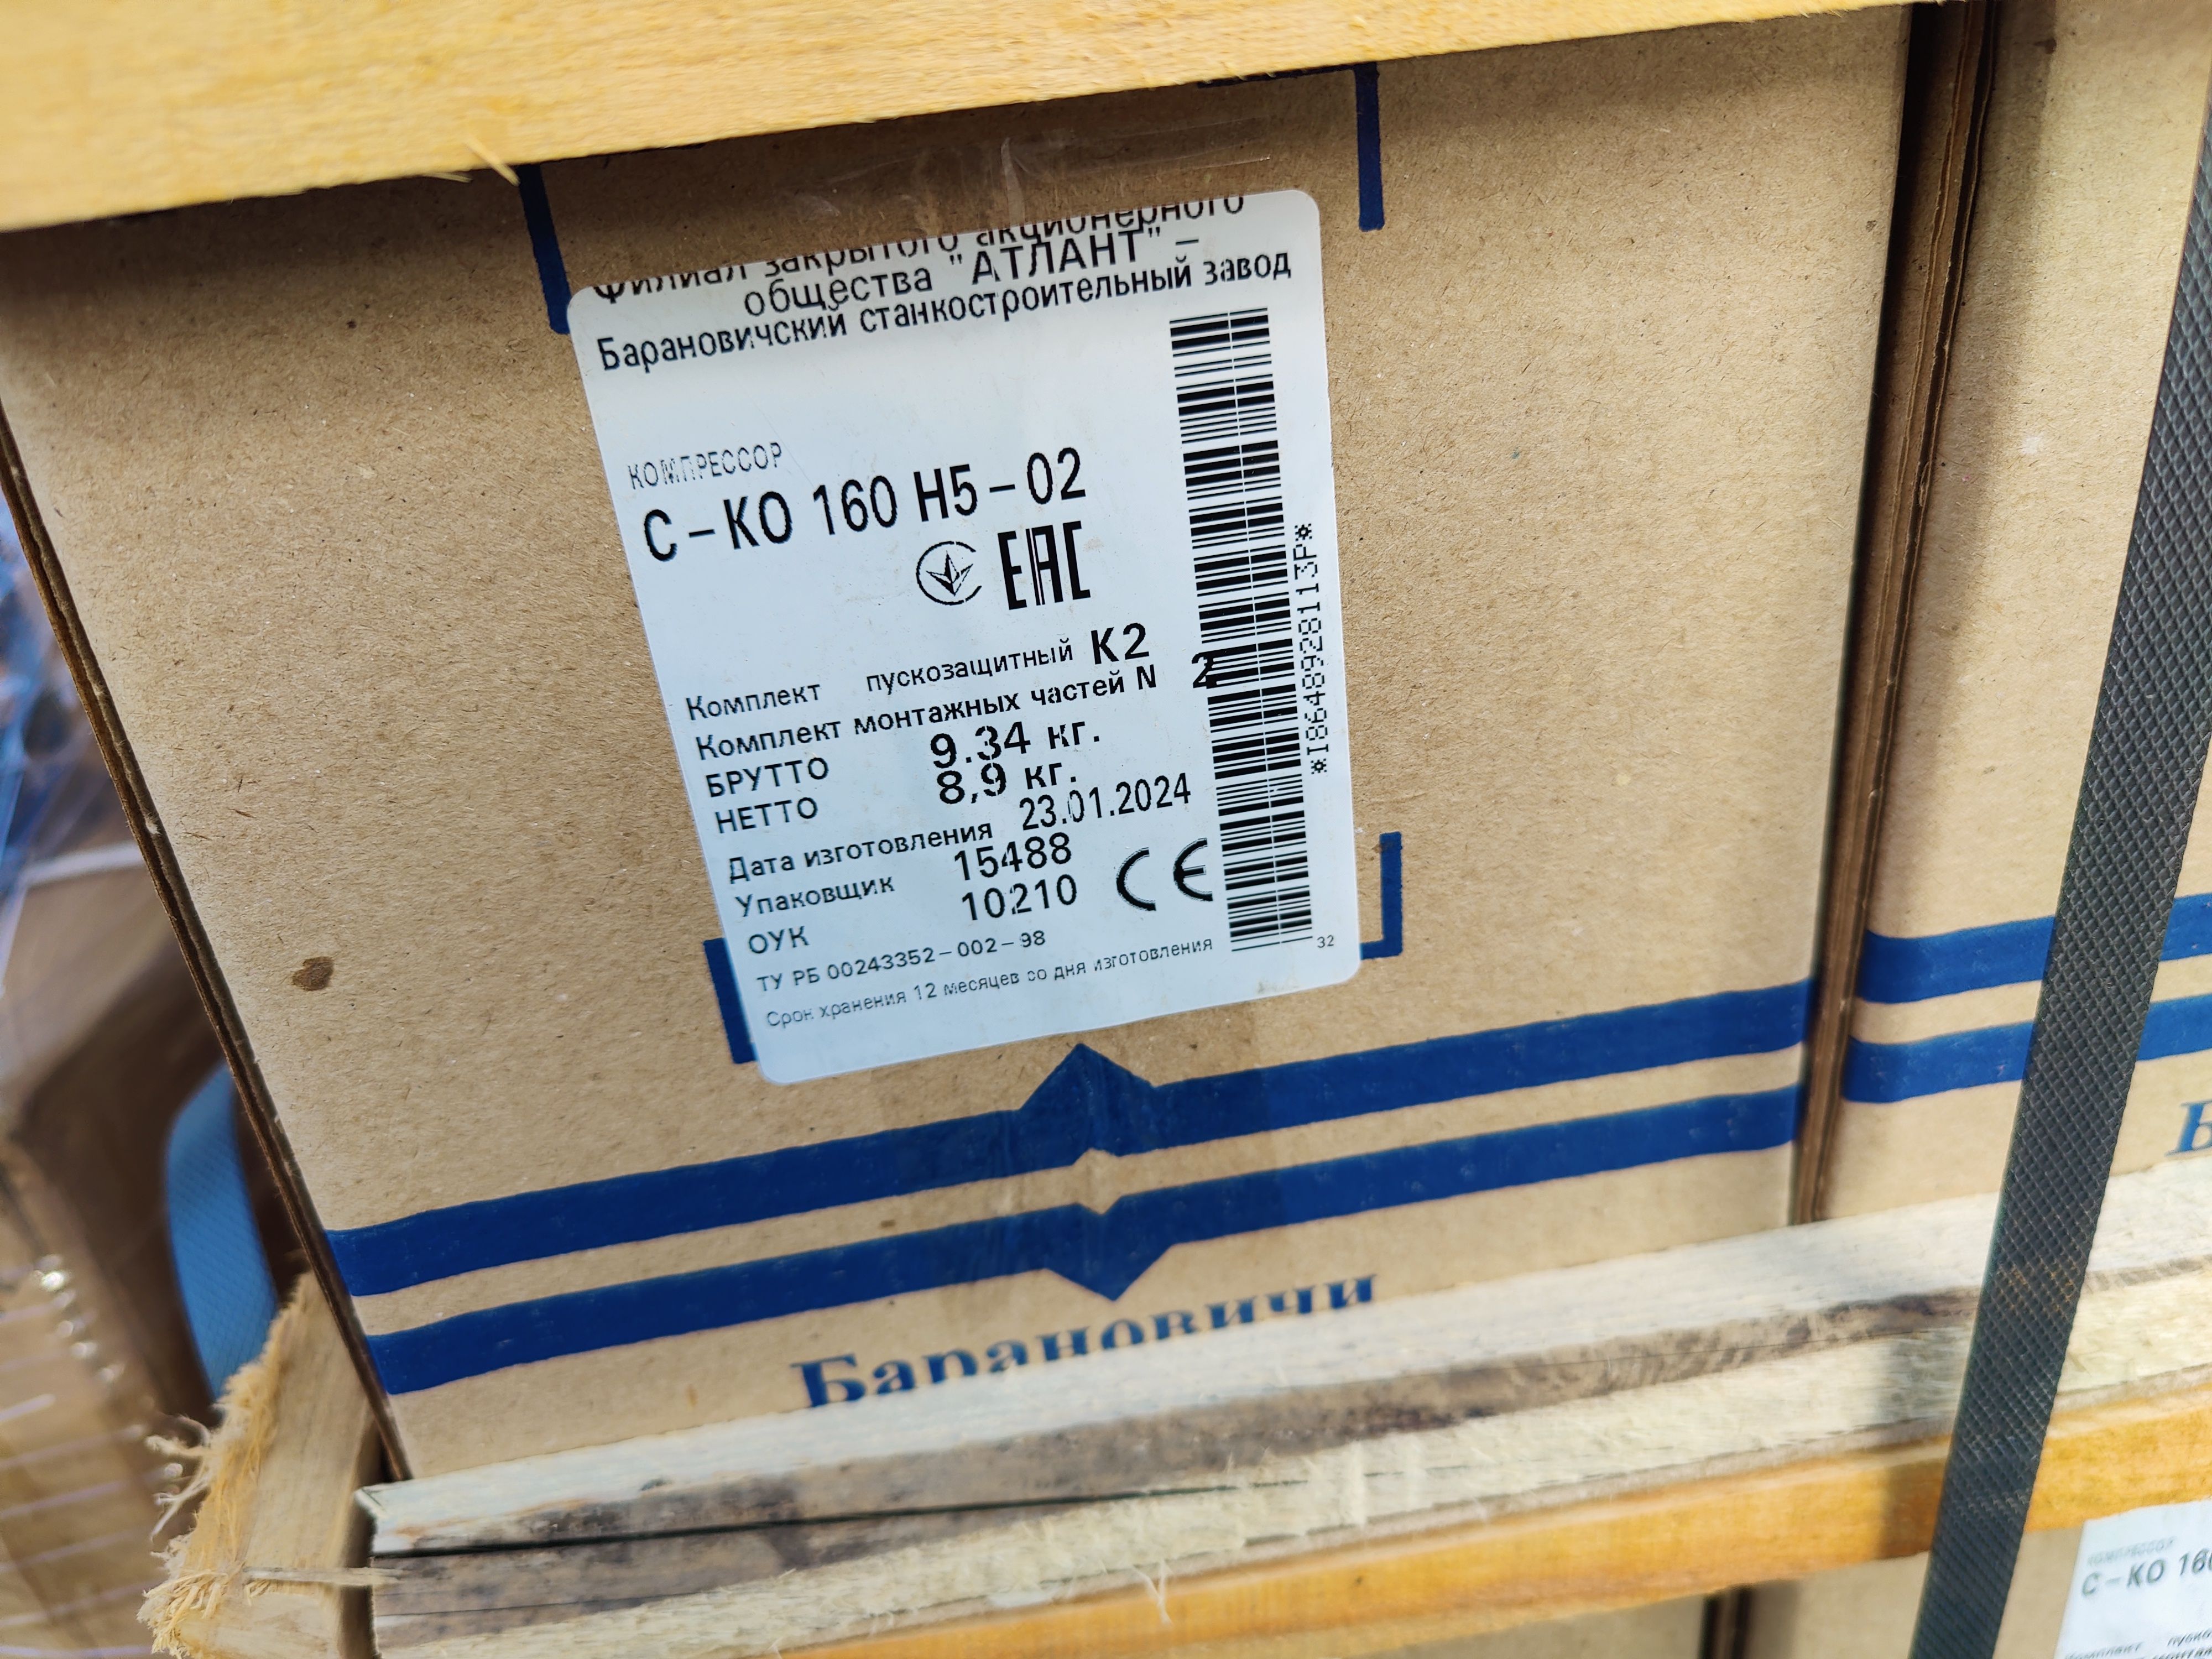 Филиал закрытого акционерного
общества "АТЛАНТ" –
Барановичский станкостроительный завод
КОМПРЕССОР
С – КО 160 Н5 – 02
ЕАС
Комплект пускозащитный К2
Комплект монтажных частей N 2
БРУТТО 9.34 кг.
НЕТТО 8,9 кг.
Дата изготовления 23.01.2024
Упаковщик 15488
ОУК 10210
CE
ТУ РБ 00243352 – 002 – 98
Срок хранения 12 месяцев со дня изготовления
32
*I8648928113P*
Барановичи
Б
КОМПРЕССОР
С – КО 160